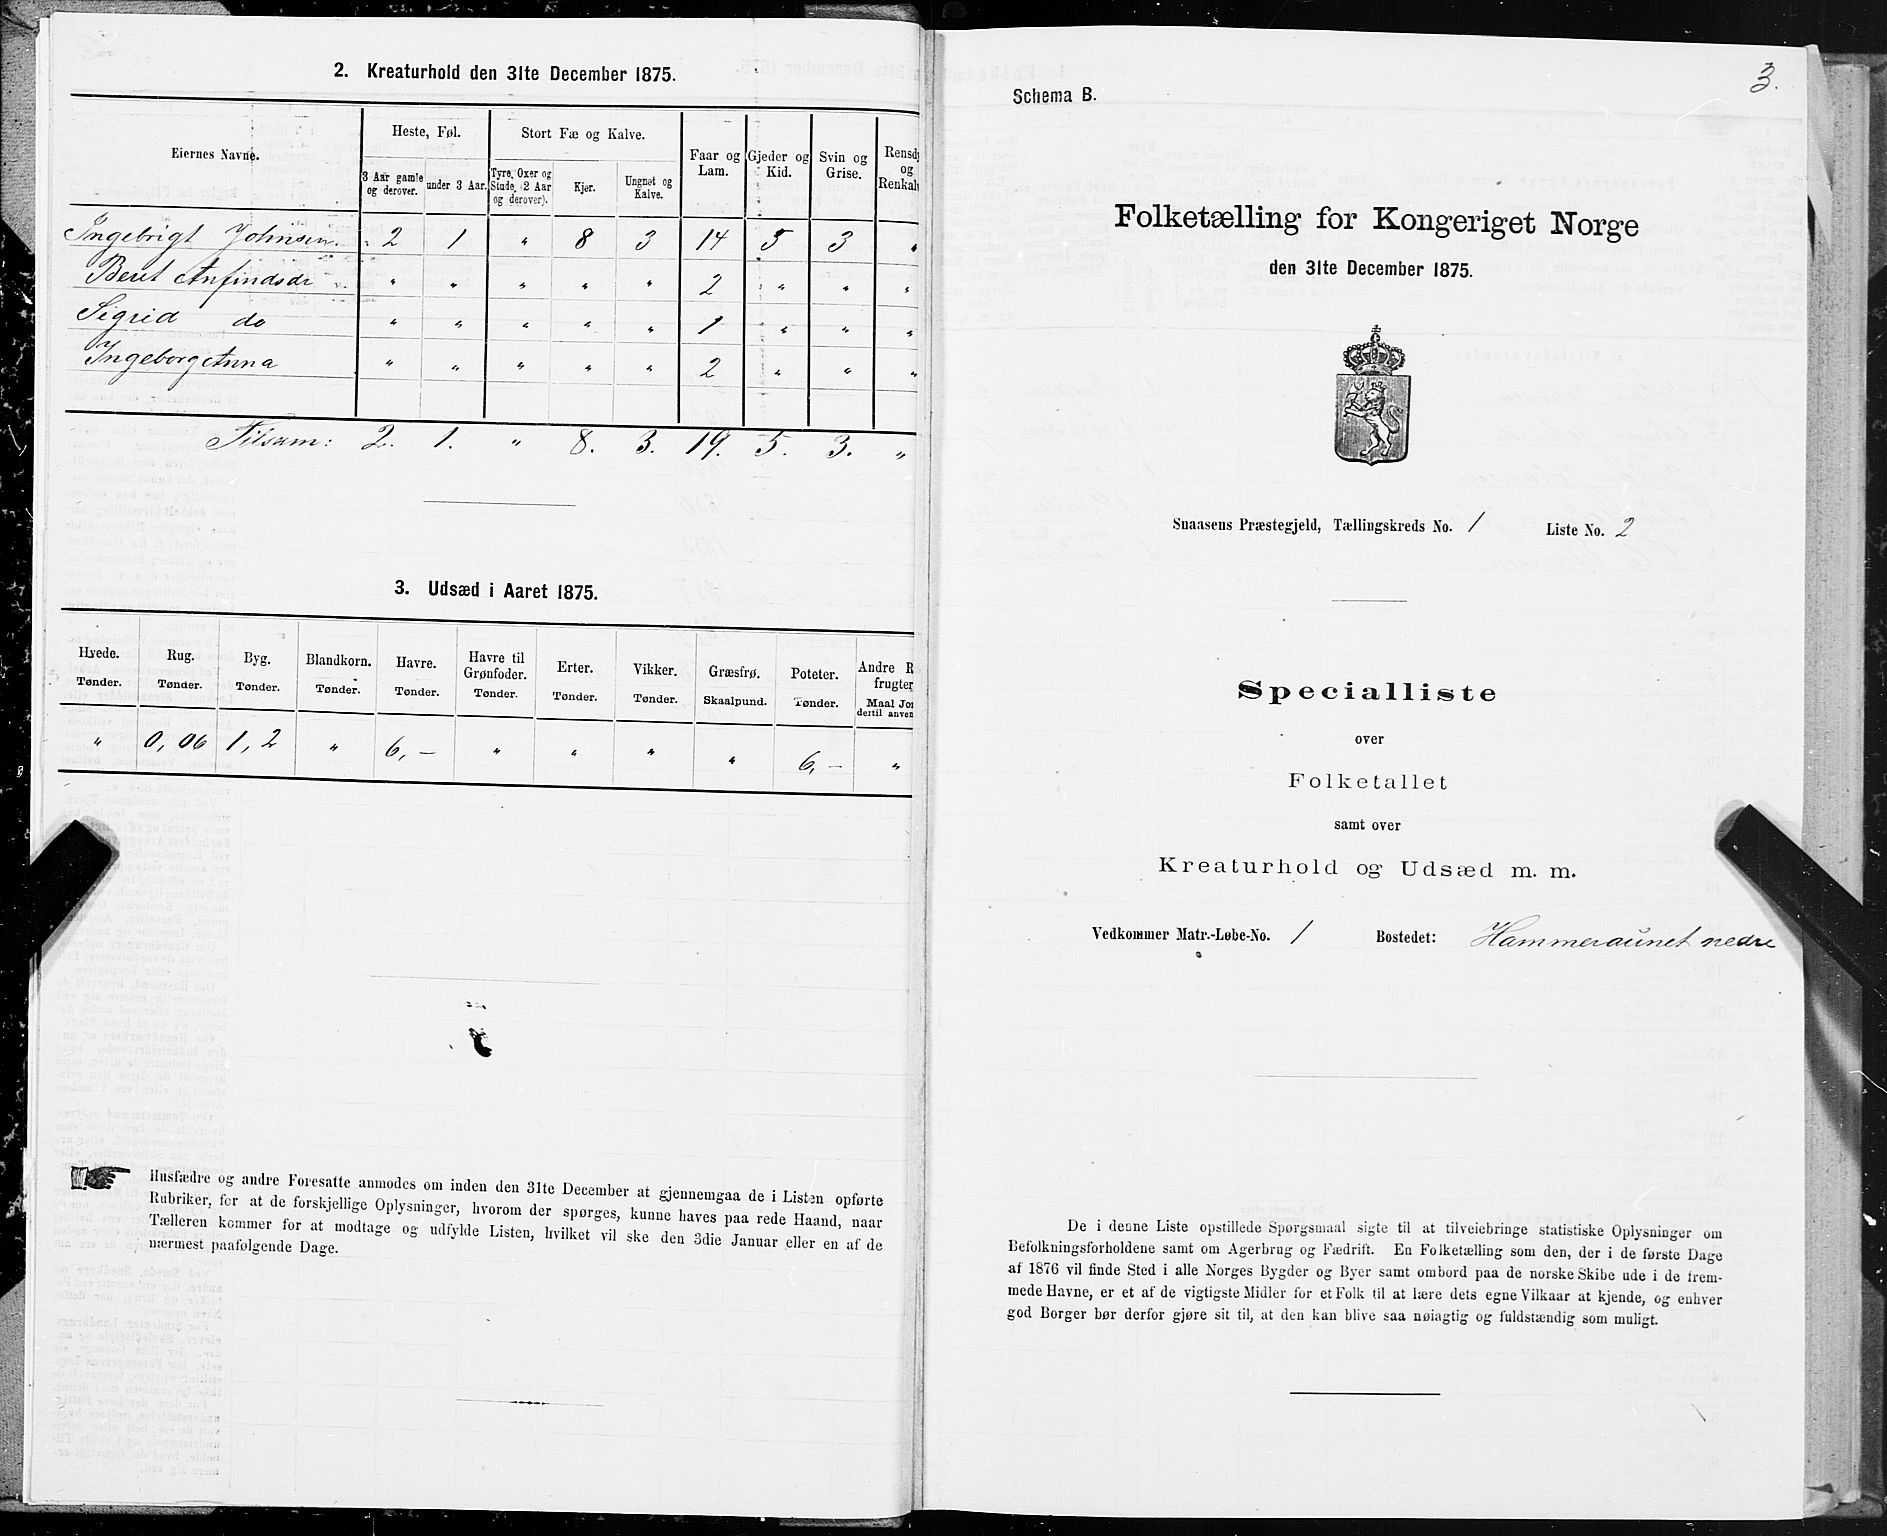 2. Kreaturhold den 31te December 1875.
Eiernes Navne. Heste, Føl. Stort Fæ og Kalve. Faar og Lam. Gjeder og Kid. Svin og Grise. Rensd og Renkal
3 Aar gamle og derover. under 3 Aar. Tyre, Oxer og Stude (2 Aar og derover). Kjør. Ungnøt og Kalve.
Ingebrigt Johnsen. 2 1 " 8 3 14 5 3 "
Beret Anfindsdr " " " " " 2 " " "
Sigrid do " " " " " 1 " " "
Ingeborg Anna " " " " " 2 " " "
Tilsam: 2. 1. " 8. 3. 19. 5. 3. "
3. Udsæd i Aaret 1875.
Hvede. Rug. Byg. Blandkorn. Havre. Havre til Grønfoder. Erter. Vikker. Græsfrø. Poteter. Andre R frugter
Tønder. Tønder. Tønder. Tønder. Tønder. Tønder. Tønder. Tønder. Skaalpund. Tønder. Maal Jor dertil anven
" 0,06 1,2 " 6,— " " " " 6,— "
Husfædre og andre Foresatte anmodes om inden den 31te December at gjennemgaa de i Listen opførte
Rubriker, for at de forskjellige Oplysninger, hvorom der spørges, kunne haves paa rede Haand, naar
Tælleren kommer for at modtage og udfylde Listen, hvilket vil ske den 3die Januar eller en af de
nærmest paafølgende Dage.
3.
Schema B.
Folketælling for Kongeriget Norge
den 31te December 1875.
Snaasens Præstegjeld, Tællingskreds No. 1 Liste No. 2
Specialliste
over
Folketallet
samt over
Kreaturhold og Udsæd m. m.
Vedkommer Matr.-Løbe-No. 1 Bostedet: Hammeraunet nedre
De i denne Liste opstillede Spørgsmaal sigte til at tilveiebringe statistiske Oplysninger om
Befolkningsforholdene samt om Agerbrug og Fædrift. En Folketælling som den, der i de første Dage
af 1876 vil finde Sted i alle Norges Bygder og Byer samt ombord paa de norske Skibe ude i de frem-
mede Havne, er et af de vigtigste Midler for et Folk til at lære dets egne Vilkaar at kjende, og enhver
god Borger bør derfor gjøre sit til, at den kan blive saa nøiagtig og fuldstændig som muligt.